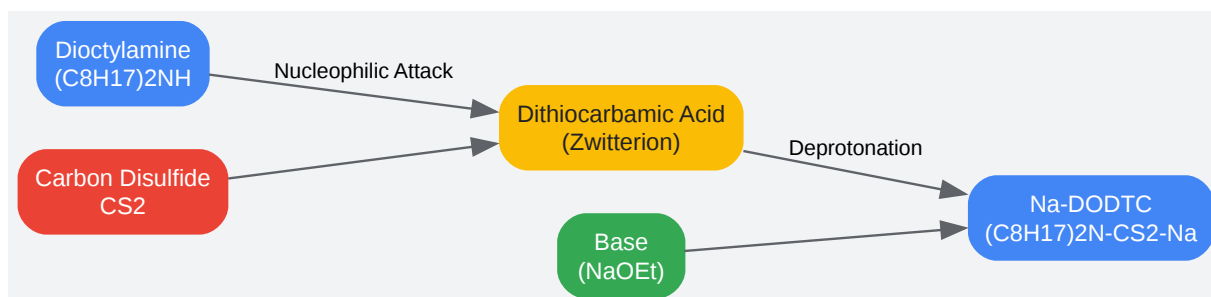 Dioctylamine
(C8H17)2NH
Nucleophilic Attack
Carbon Disulfide
CS2
Dithiocarbamic Acid
(Zwitterion)
Deprotonation
Base
(NaOEt)
Na-DODTC
(C8H17)2N-CS2-Na